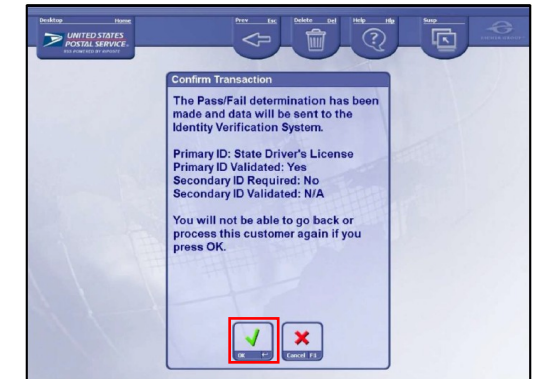 Desktop Home
Prev Esc
Delete Del
Help Hlp
Susp
UNITED STATES
POSTAL SERVICE
Confirm Transaction
The Pass/Fail determination has been
made and data will be sent to the
Identity Verification System.
Primary ID: State Driver's License
Primary ID Validated: Yes
Secondary ID Required: No
Secondary ID Validated: N/A
You will not be able to go back or
process this customer again if you
press OK.
OK
Cancel F3